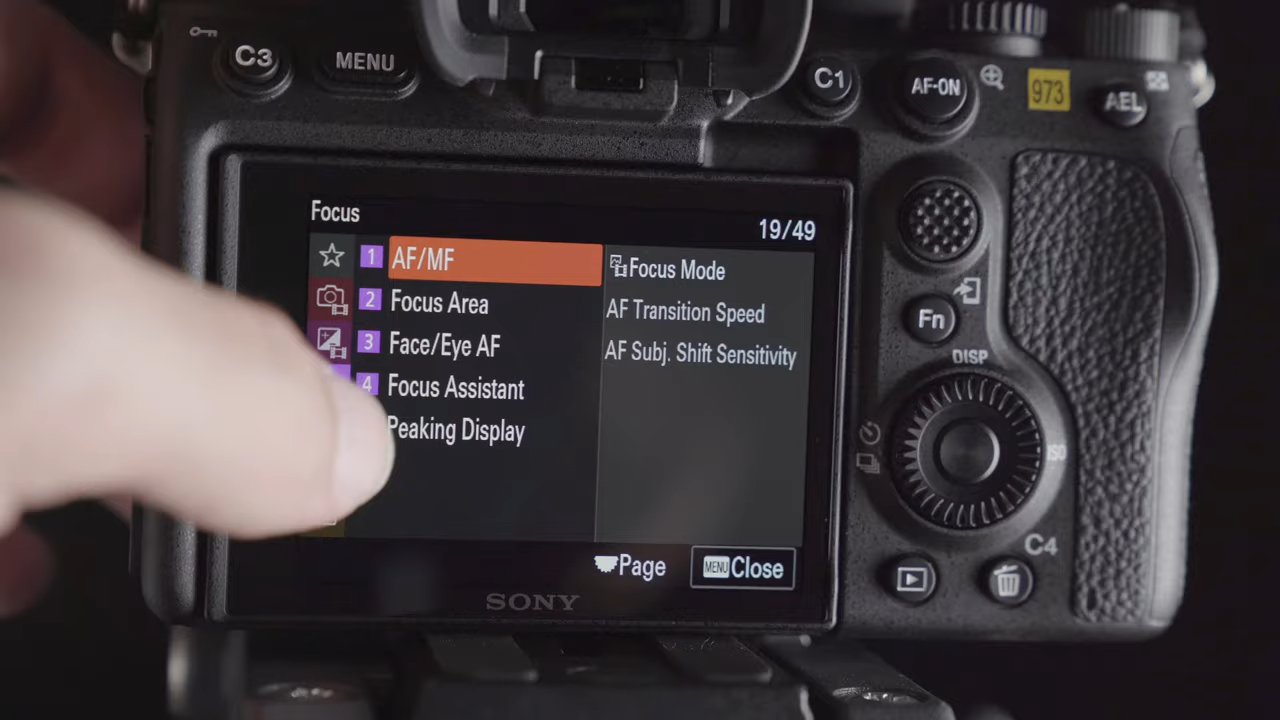 C3
MENU
C1
AF-ON
973
AEL
Focus
19/49
1 AF/MF
2 Focus Area
3 Face/Eye AF
4 Focus Assistant
Peaking Display
Focus Mode
AF Transition Speed
AF Subj. Shift Sensitivity
Page
MENU Close
SONY
Fn
DISP
ISO
C4